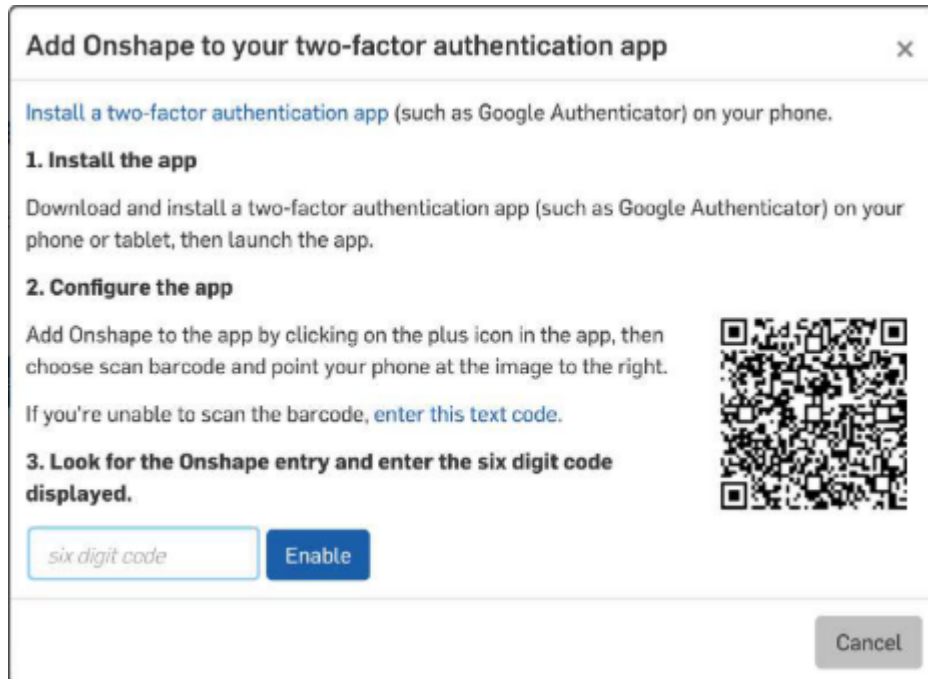 Add Onshape to your two-factor authentication app
×
Install a two-factor authentication app (such as Google Authenticator) on your phone.
1. Install the app
Download and install a two-factor authentication app (such as Google Authenticator) on your
phone or tablet, then launch the app.
2. Configure the app
Add Onshape to the app by clicking on the plus icon in the app, then
choose scan barcode and point your phone at the image to the right.
If you're unable to scan the barcode, enter this text code.
3. Look for the Onshape entry and enter the six digit code
displayed.
six digit code Enable
Cancel